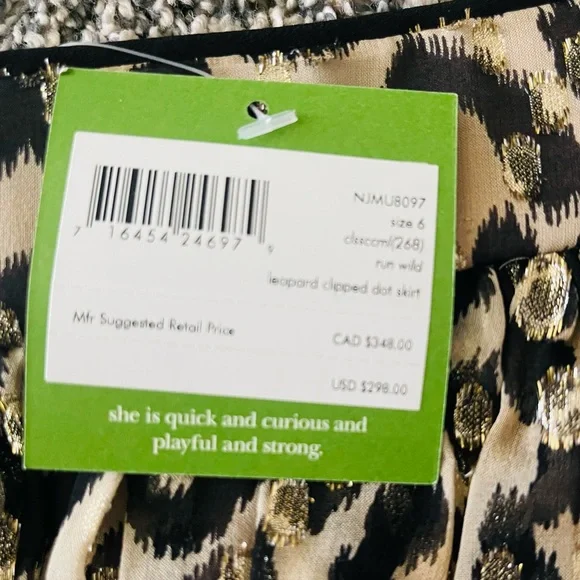 NJMU8097
size 6
clssccml(268)
run wild
leopard clipped dot skirt
7 16454 24697 9
Mfr Suggested Retail Price
CAD $348.00
USD $298.00
she is quick and curious and
playful and strong.